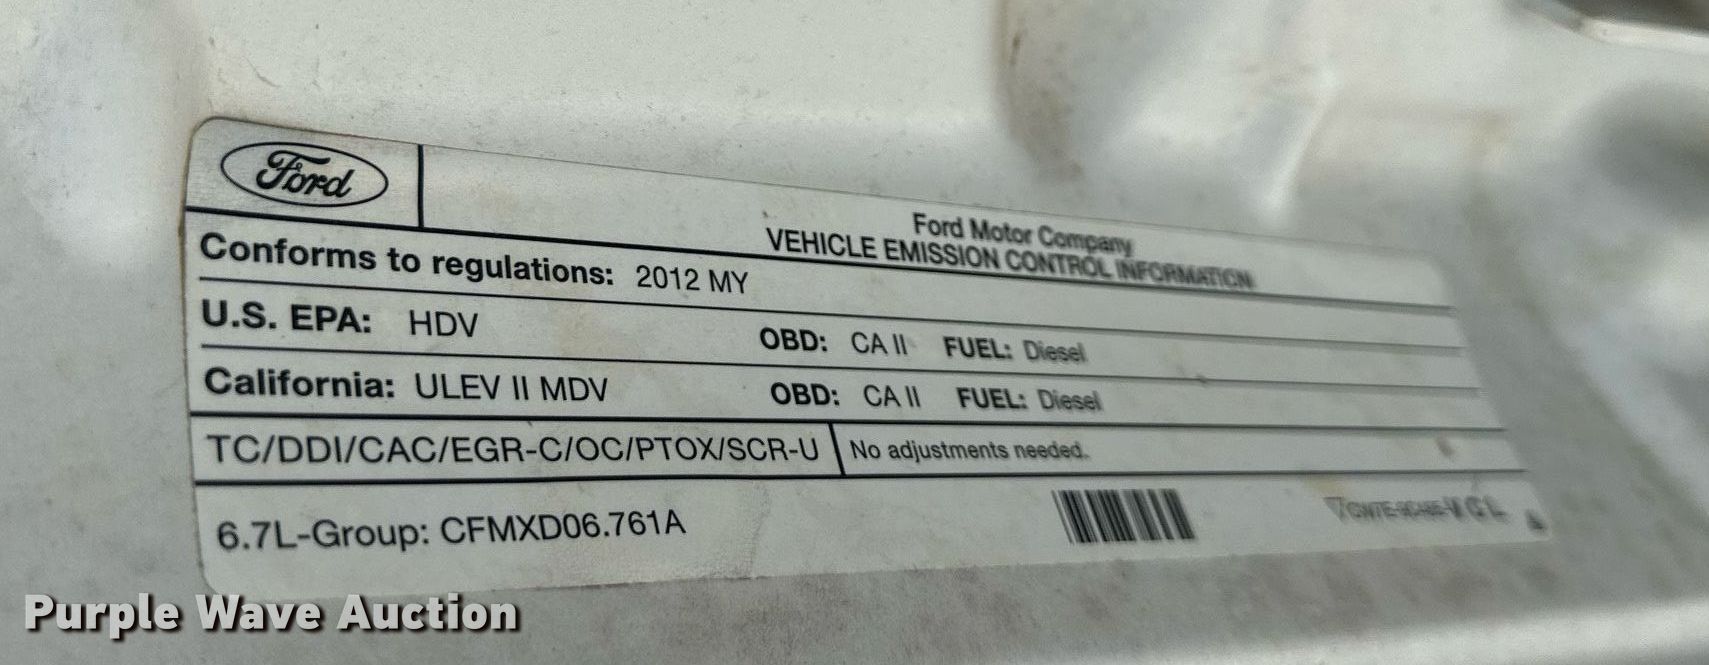 Ford
Ford Motor Company
VEHICLE EMISSION CONTROL INFORMATION
Conforms to regulations: 2012 MY
U.S. EPA: HDV OBD: CA II FUEL: Diesel
California: ULEV II MDV OBD: CA II FUEL: Diesel
TC/DDI/CAC/EGR-C/OC/PTOX/SCR-U No adjustments needed.
6.7L-Group: CFMXD06.761A
Purple Wave Auction